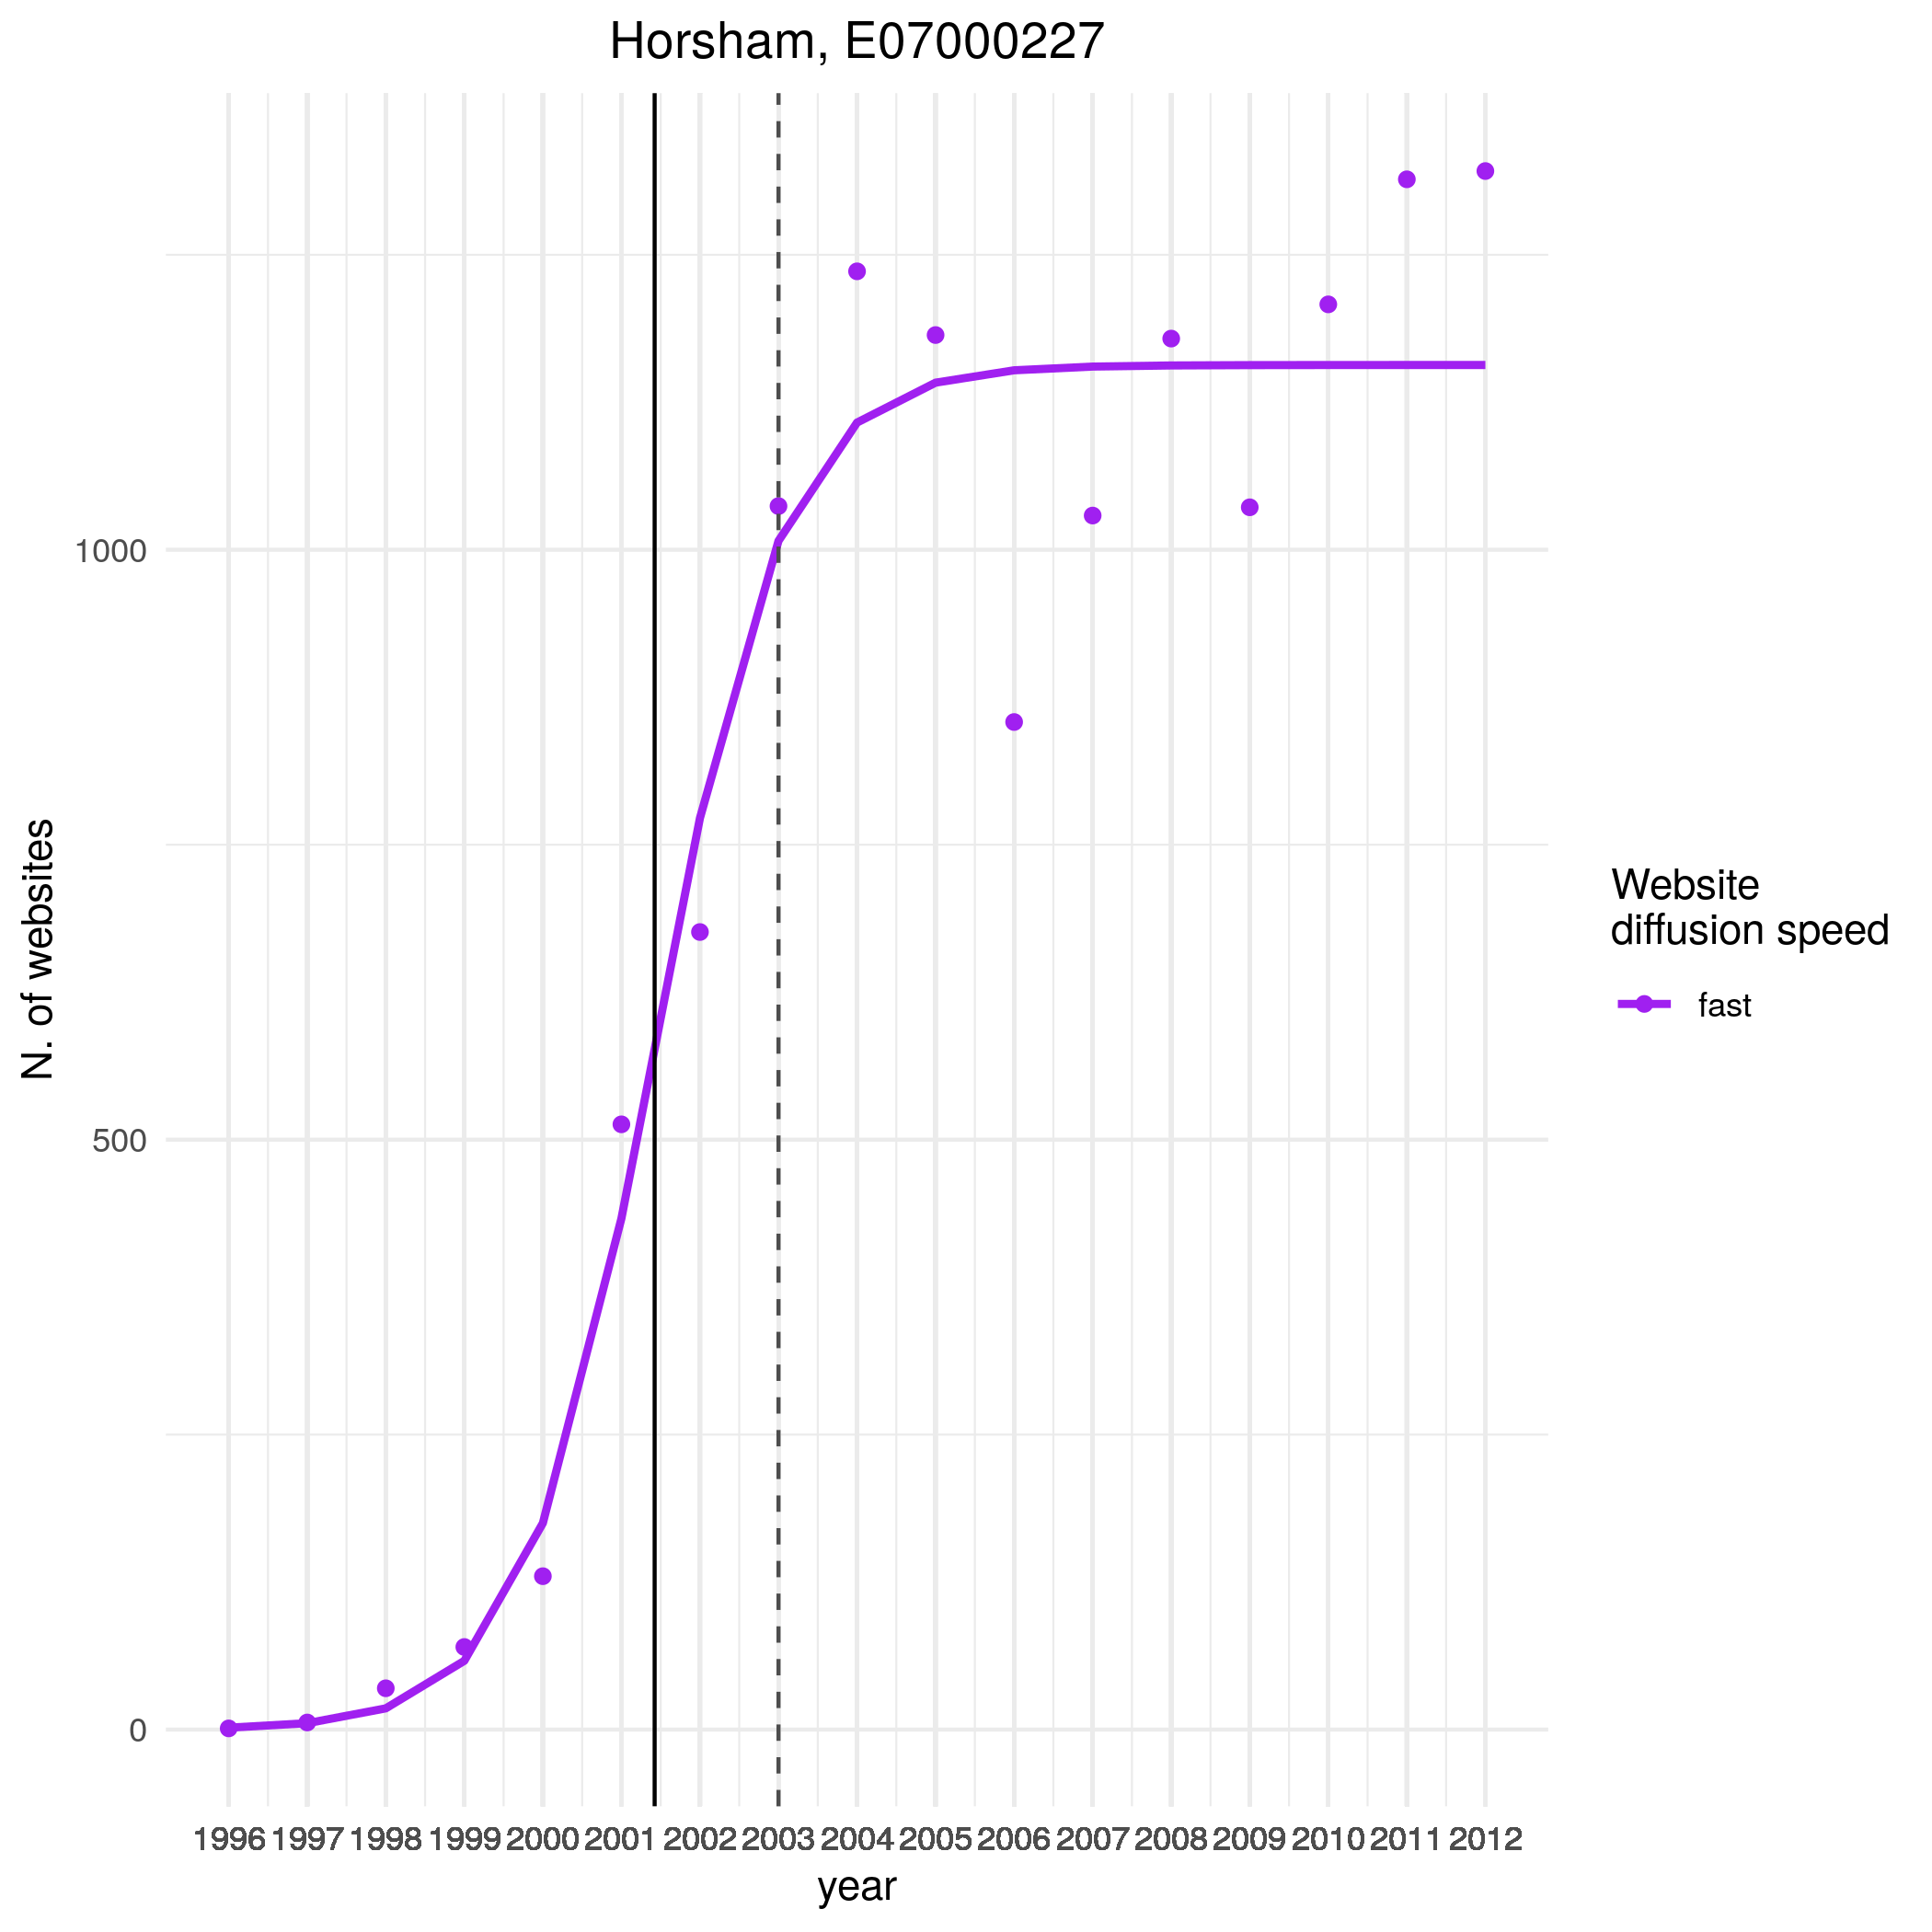 Horsham, E07000227
N. of websites
1000
500
0
1996 1997 1998 1999 2000 2001 2002 2003 2004 2005 2006 2007 2008 2009 2010 2011 2012
year
Website
diffusion speed
fast